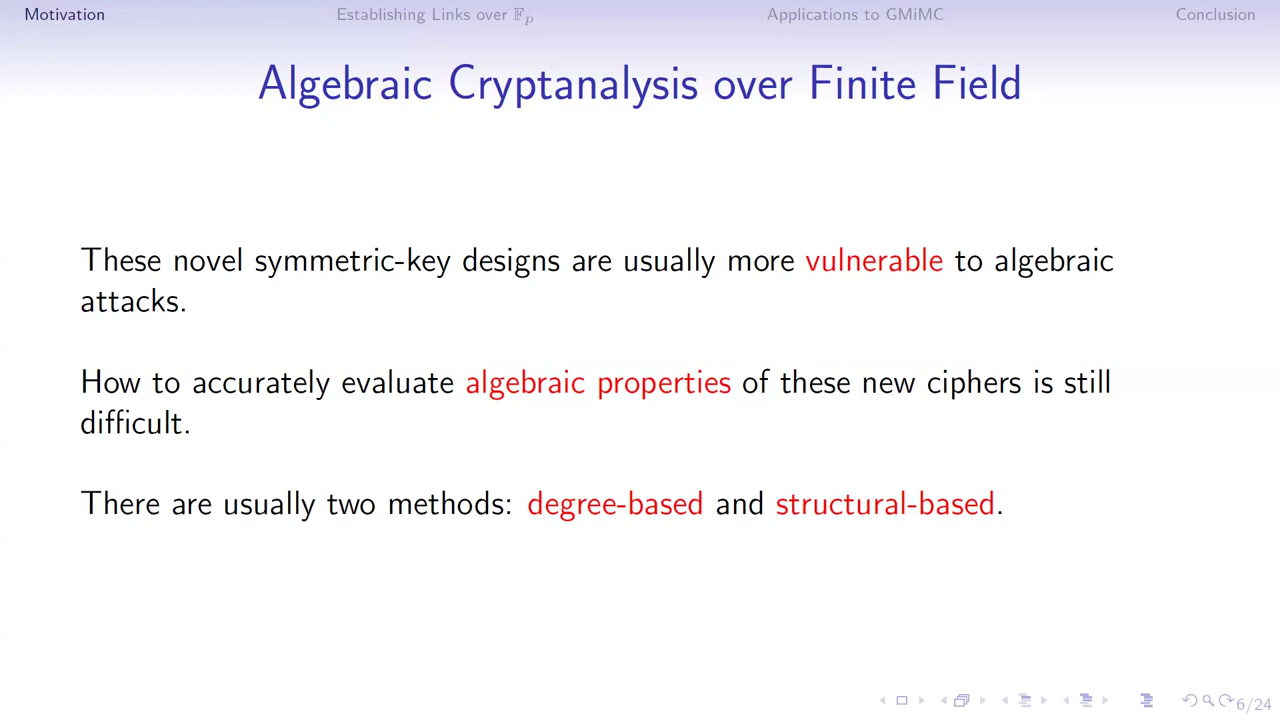 Motivation Establishing Links over 𝔽p Applications to GMiMC Conclusion
Algebraic Cryptanalysis over Finite Field
These novel symmetric-key designs are usually more vulnerable to algebraic
attacks.
How to accurately evaluate algebraic properties of these new ciphers is still
difficult.
There are usually two methods: degree-based and structural-based.
6/24